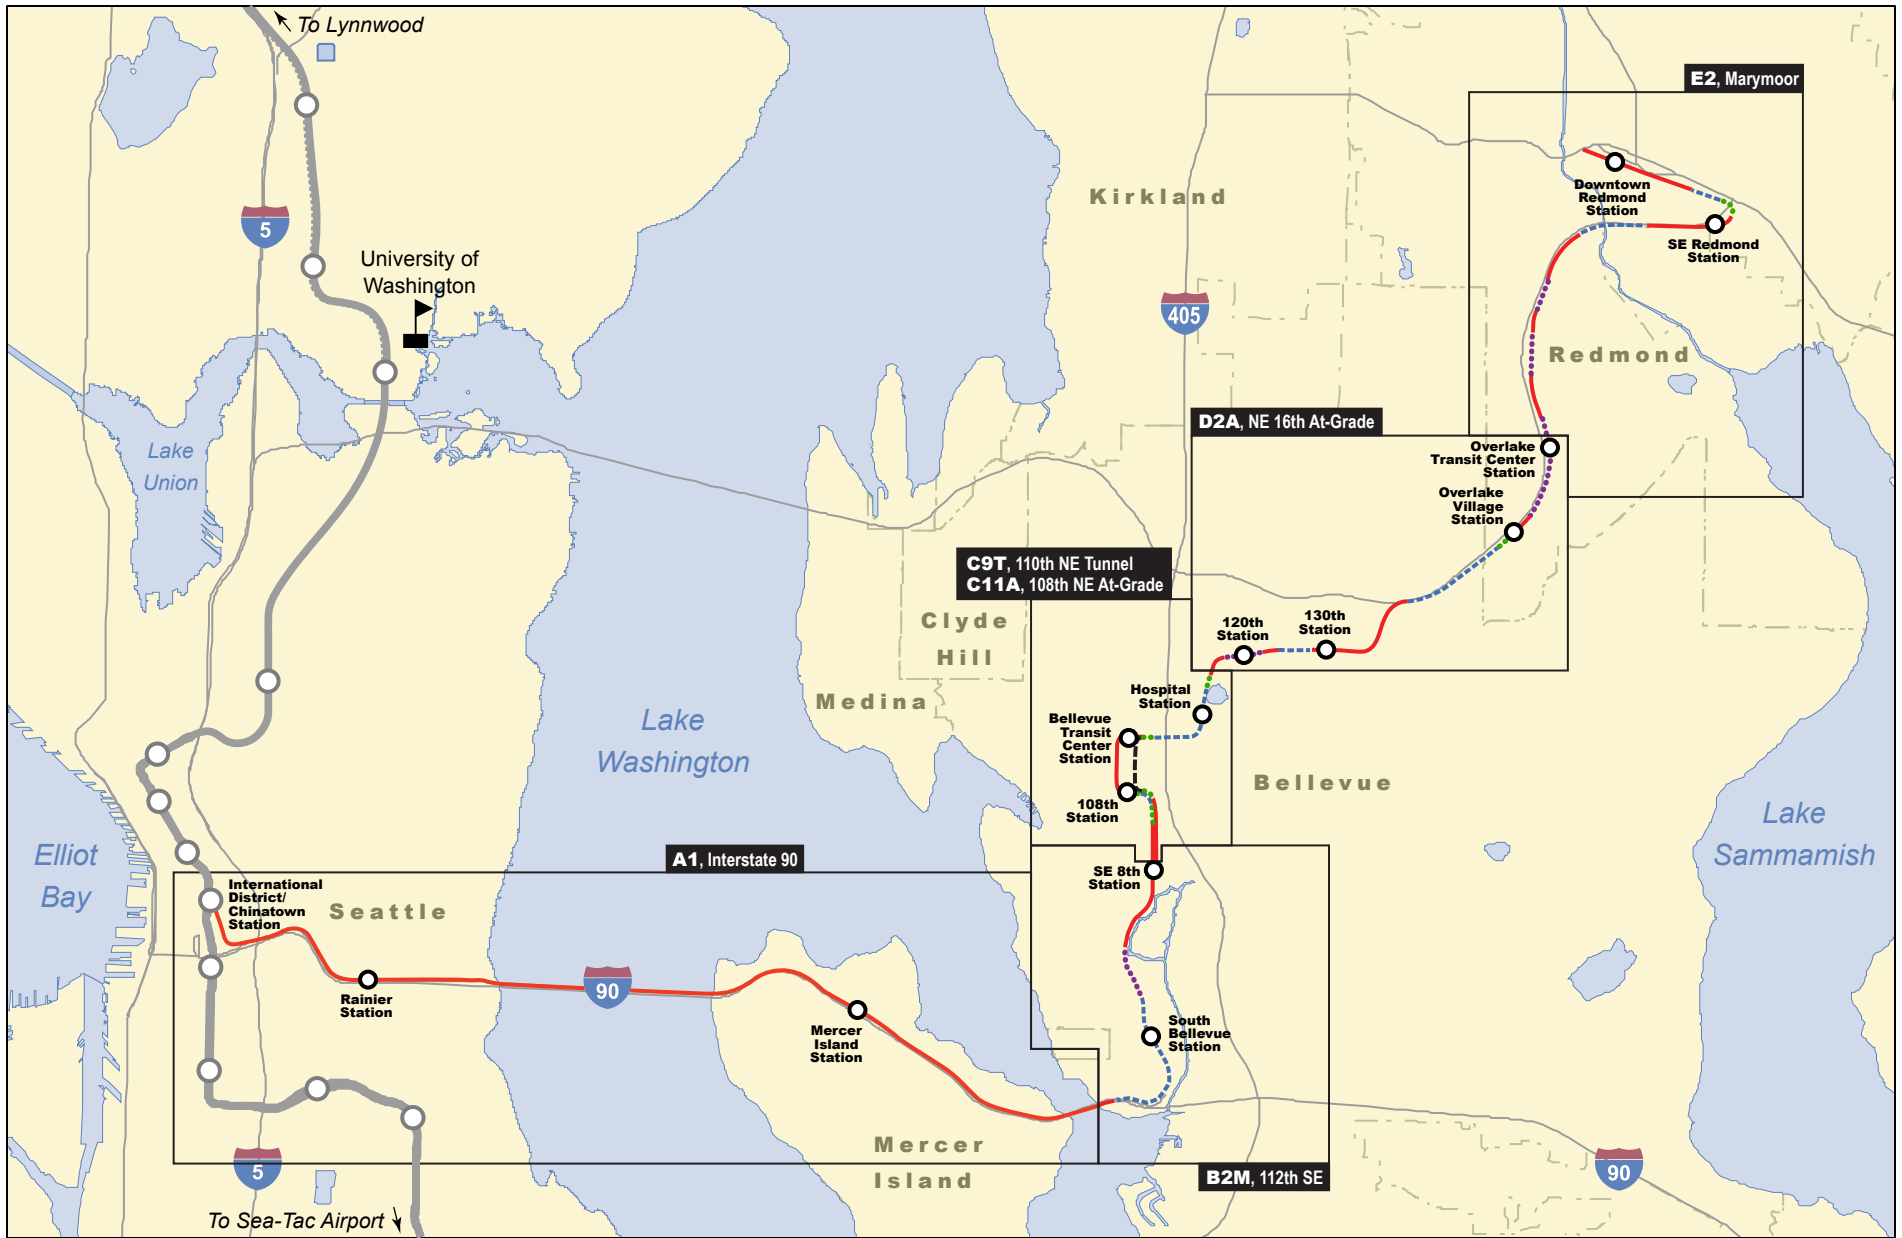 To Lynnwood
E2, Marymoor
Kirkland
Downtown
Redmond
Station
5
SE Redmond
Station
University of
Washington
405
Redmond
D2A, NE 16th At-Grade
Lake
Union
Overlake
Transit Center
Station
Overlake
Village
Station
C9T, 110th NE Tunnel
C11A, 108th NE At-Grade
Clyde
Hill
120th
Station
130th
Station
Medina
Hospital
Station
Lake
Washington
Bellevue
Transit
Center
Station
Bellevue
108th
Station
Lake
Sammamish
Elliot
Bay
A1, Interstate 90
SE 8th
Station
International
District/
Chinatown
Station
Seattle
Rainier
Station
90
Mercer
Island
Station
South
Bellevue
Station
Mercer
Island
5
B2M, 112th SE
90
To Sea-Tac Airport